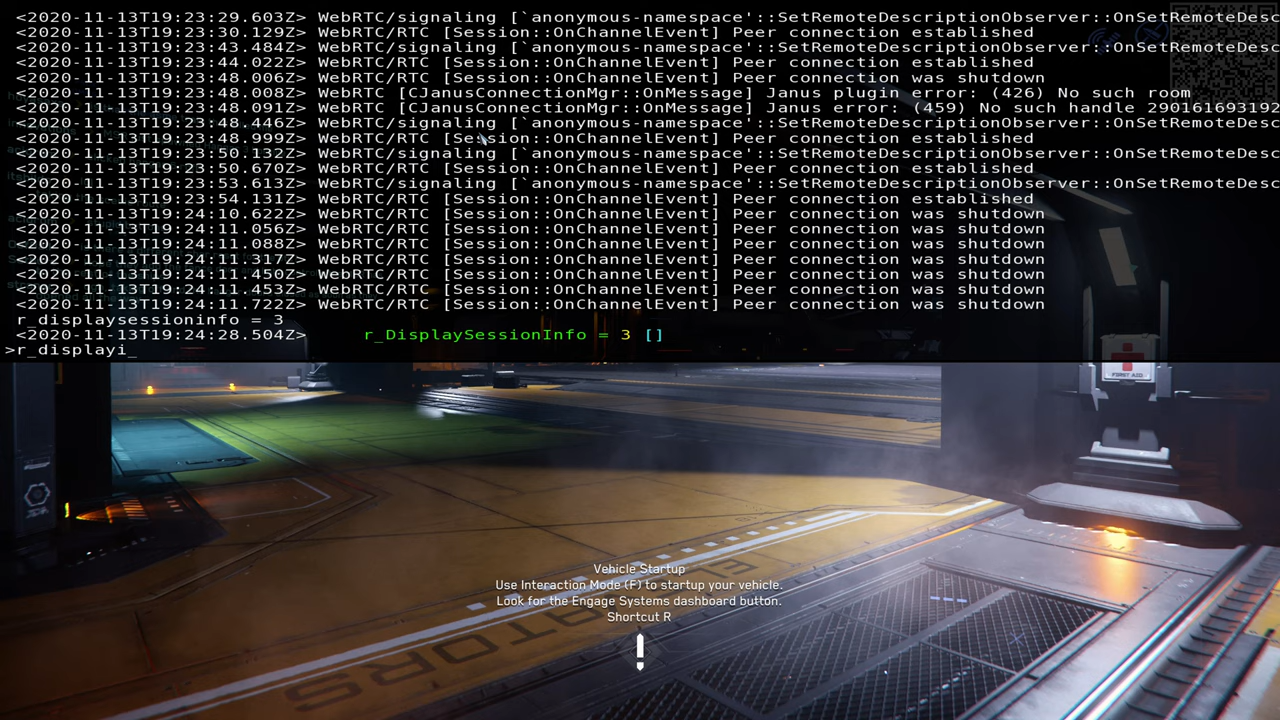 <2020-11-13T19:23:29.603Z> WebRTC/signaling [`anonymous-namespace'::SetRemoteDescriptionObserver::OnSetRemoteDesc
<2020-11-13T19:23:30.129Z> WebRTC/RTC [Session::OnChannelEvent] Peer connection established
<2020-11-13T19:23:43.484Z> WebRTC/signaling [`anonymous-namespace'::SetRemoteDescriptionObserver::OnSetRemoteDesc
<2020-11-13T19:23:44.022Z> WebRTC/RTC [Session::OnChannelEvent] Peer connection established
<2020-11-13T19:23:48.006Z> WebRTC/RTC [Session::OnChannelEvent] Peer connection was shutdown
<2020-11-13T19:23:48.008Z> WebRTC [CJanusConnectionMgr::OnMessage] Janus plugin error: (426) No such room
<2020-11-13T19:23:48.091Z> WebRTC [CJanusConnectionMgr::OnMessage] Janus error: (459) No such handle 290161693192
<2020-11-13T19:23:48.446Z> WebRTC/signaling [`anonymous-namespace'::SetRemoteDescriptionObserver::OnSetRemoteDesc
<2020-11-13T19:23:48.999Z> WebRTC/RTC [Session::OnChannelEvent] Peer connection established
<2020-11-13T19:23:50.132Z> WebRTC/signaling [`anonymous-namespace'::SetRemoteDescriptionObserver::OnSetRemoteDesc
<2020-11-13T19:23:50.670Z> WebRTC/RTC [Session::OnChannelEvent] Peer connection established
<2020-11-13T19:23:53.613Z> WebRTC/signaling [`anonymous-namespace'::SetRemoteDescriptionObserver::OnSetRemoteDesc
<2020-11-13T19:23:54.131Z> WebRTC/RTC [Session::OnChannelEvent] Peer connection established
<2020-11-13T19:24:10.622Z> WebRTC/RTC [Session::OnChannelEvent] Peer connection was shutdown
<2020-11-13T19:24:11.056Z> WebRTC/RTC [Session::OnChannelEvent] Peer connection was shutdown
<2020-11-13T19:24:11.088Z> WebRTC/RTC [Session::OnChannelEvent] Peer connection was shutdown
<2020-11-13T19:24:11.317Z> WebRTC/RTC [Session::OnChannelEvent] Peer connection was shutdown
<2020-11-13T19:24:11.450Z> WebRTC/RTC [Session::OnChannelEvent] Peer connection was shutdown
<2020-11-13T19:24:11.453Z> WebRTC/RTC [Session::OnChannelEvent] Peer connection was shutdown
<2020-11-13T19:24:11.722Z> WebRTC/RTC [Session::OnChannelEvent] Peer connection was shutdown
r_displaysessioninfo = 3
<2020-11-13T19:24:28.504Z> r_DisplaySessionInfo = 3 []
>r_displayi_
FIRST AID
Vehicle Startup
Use Interaction Mode (F) to startup your vehicle.
Look for the Engage Systems dashboard button.
Shortcut R